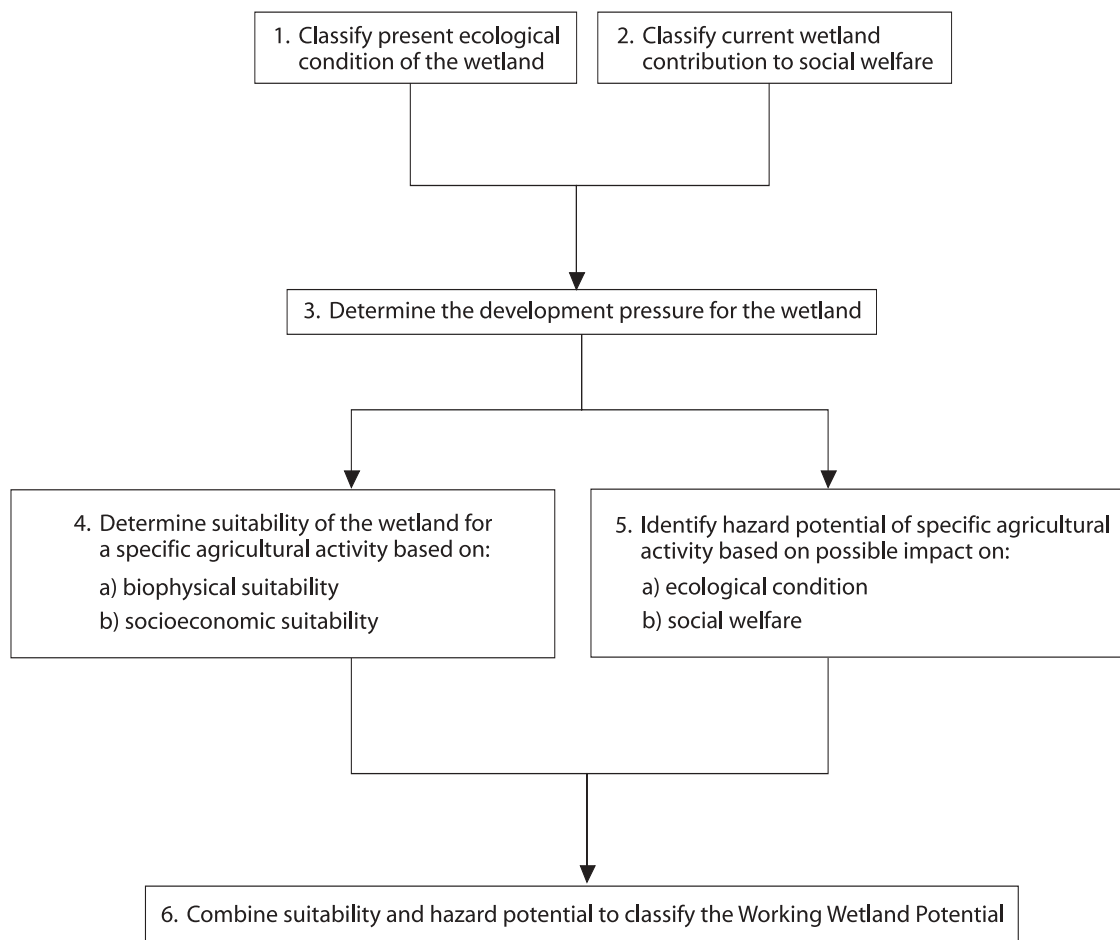 1. Classify present ecological
condition of the wetland
2. Classify current wetland
contribution to social welfare
3. Determine the development pressure for the wetland
4. Determine suitability of the wetland for
a specific agricultural activity based on:
a) biophysical suitability
b) socioeconomic suitability
5. Identify hazard potential of specific agricultural
activity based on possible impact on:
a) ecological condition
b) social welfare
6. Combine suitability and hazard potential to classify the Working Wetland Potential